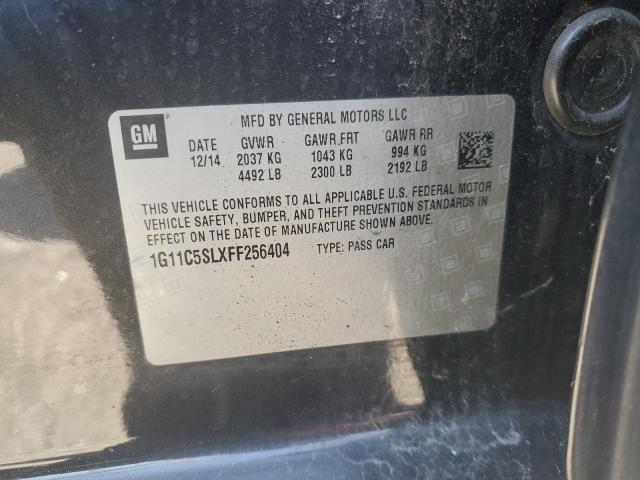 GM
MFD BY GENERAL MOTORS LLC
DATE GVWR GAWR FRT GAWR RR
12/14 2037 KG 1043 KG 994 KG
4492 LB 2300 LB 2192 LB
THIS VEHICLE CONFORMS TO ALL APPLICABLE U.S. FEDERAL MOTOR
VEHICLE SAFETY, BUMPER, AND THEFT PREVENTION STANDARDS IN
EFFECT ON THE DATE OF MANUFACTURE SHOWN ABOVE.
1G11C5SLXFF256404 TYPE: PASS CAR